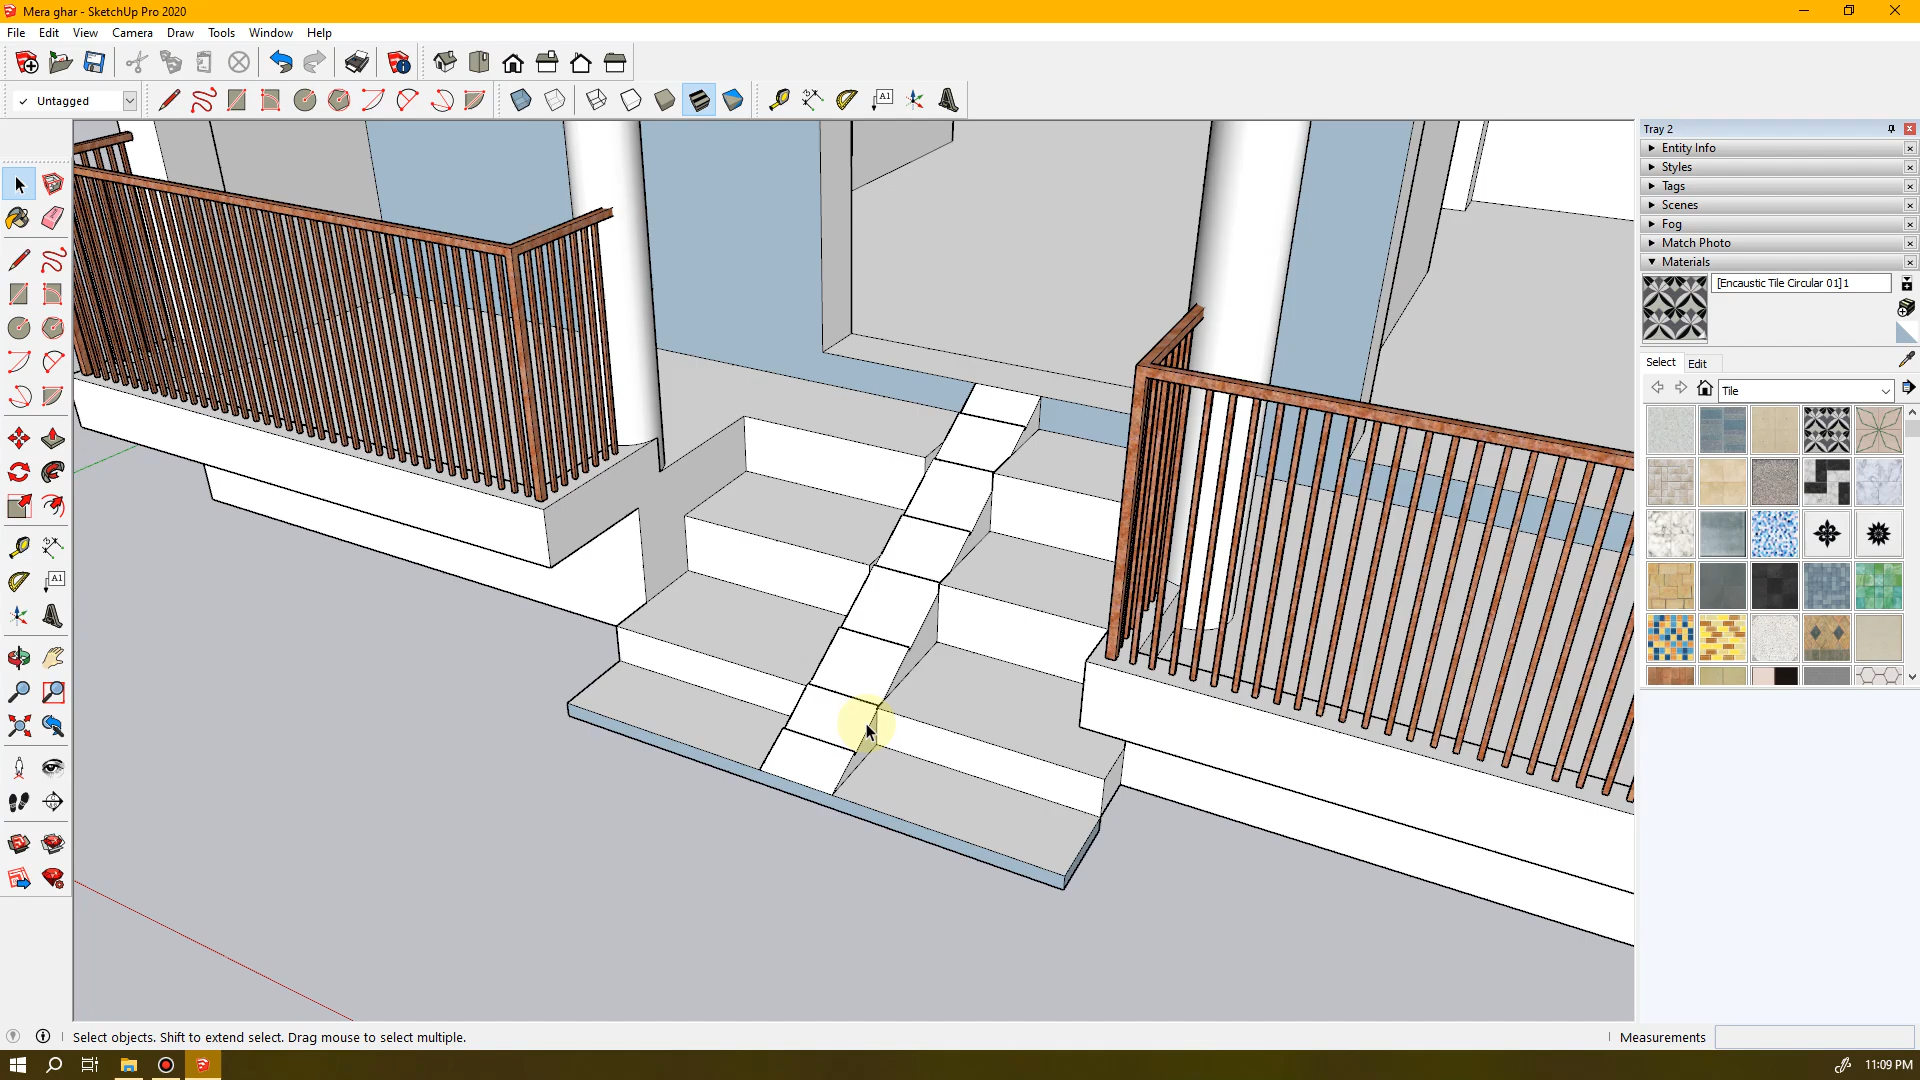 Mera ghar - SketchUp Pro 2020
File Edit View Camera Draw Tools Window Help
Untagged
A1
Tray 2
Entity Info
Styles
Tags
Scenes
Fog
Match Photo
Materials
[Encaustic Tile Circular 01]1
Select Edit
Tile
A1
Select objects. Shift to extend select. Drag mouse to select multiple.
Measurements
11:09 PM